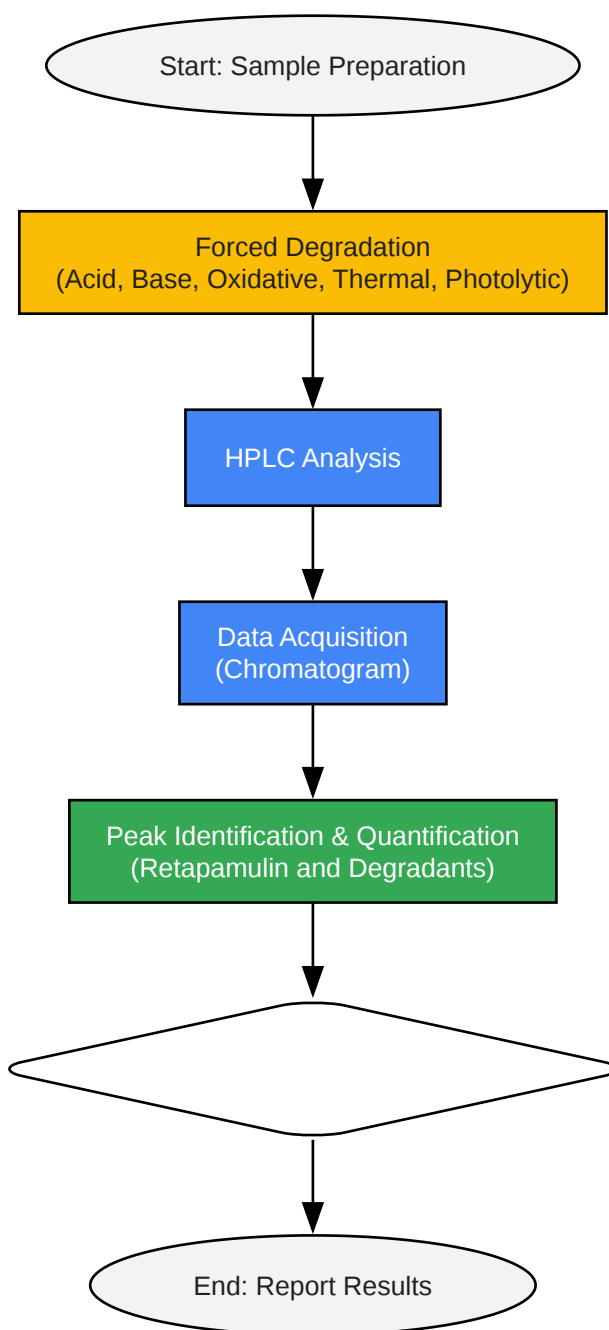 Start: Sample Preparation
Forced Degradation
(Acid, Base, Oxidative, Thermal, Photolytic)
HPLC Analysis
Data Acquisition
(Chromatogram)
Peak Identification & Quantification
(Retapamulin and Degradants)
End: Report Results